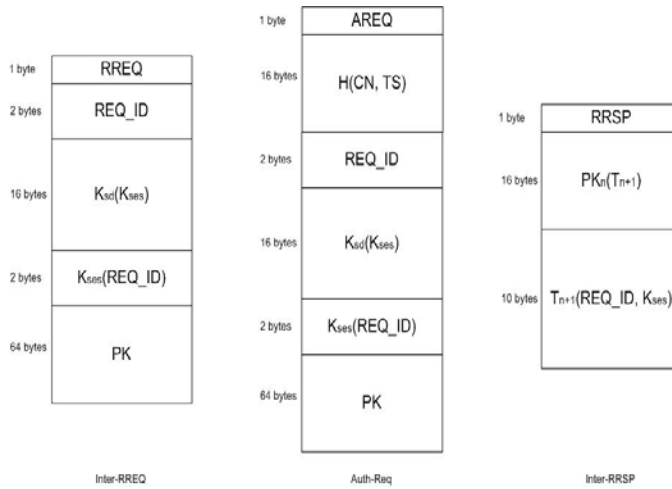 1 byte RREQ
2 bytes REQ_ID
16 bytes Ksd(Kses)
2 bytes Kses(REQ_ID)
64 bytes PK
Inter-RREQ
1 byte AREQ
16 bytes H(CN, TS)
2 bytes REQ_ID
16 bytes Ksd(Kses)
2 bytes Kses(REQ_ID)
64 bytes PK
Auth-Req
1 byte RRSP
16 bytes PKn(Tn+1)
10 bytes Tn+1(REQ_ID, Kses)
Inter-RRSP